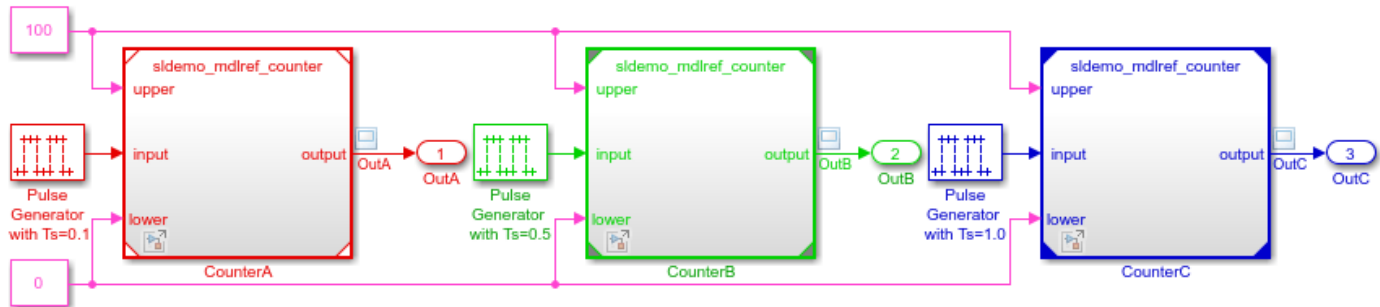 100
sldemo_mdlref_counter
upper
input
output
lower
Pulse
Generator
with Ts=0.1
CounterA
OutA
1
OutA
sldemo_mdlref_counter
upper
input
output
lower
Pulse
Generator
with Ts=0.5
CounterB
OutB
2
OutB
sldemo_mdlref_counter
upper
input
output
lower
Pulse
Generator
with Ts=1.0
CounterC
OutC
3
OutC
0